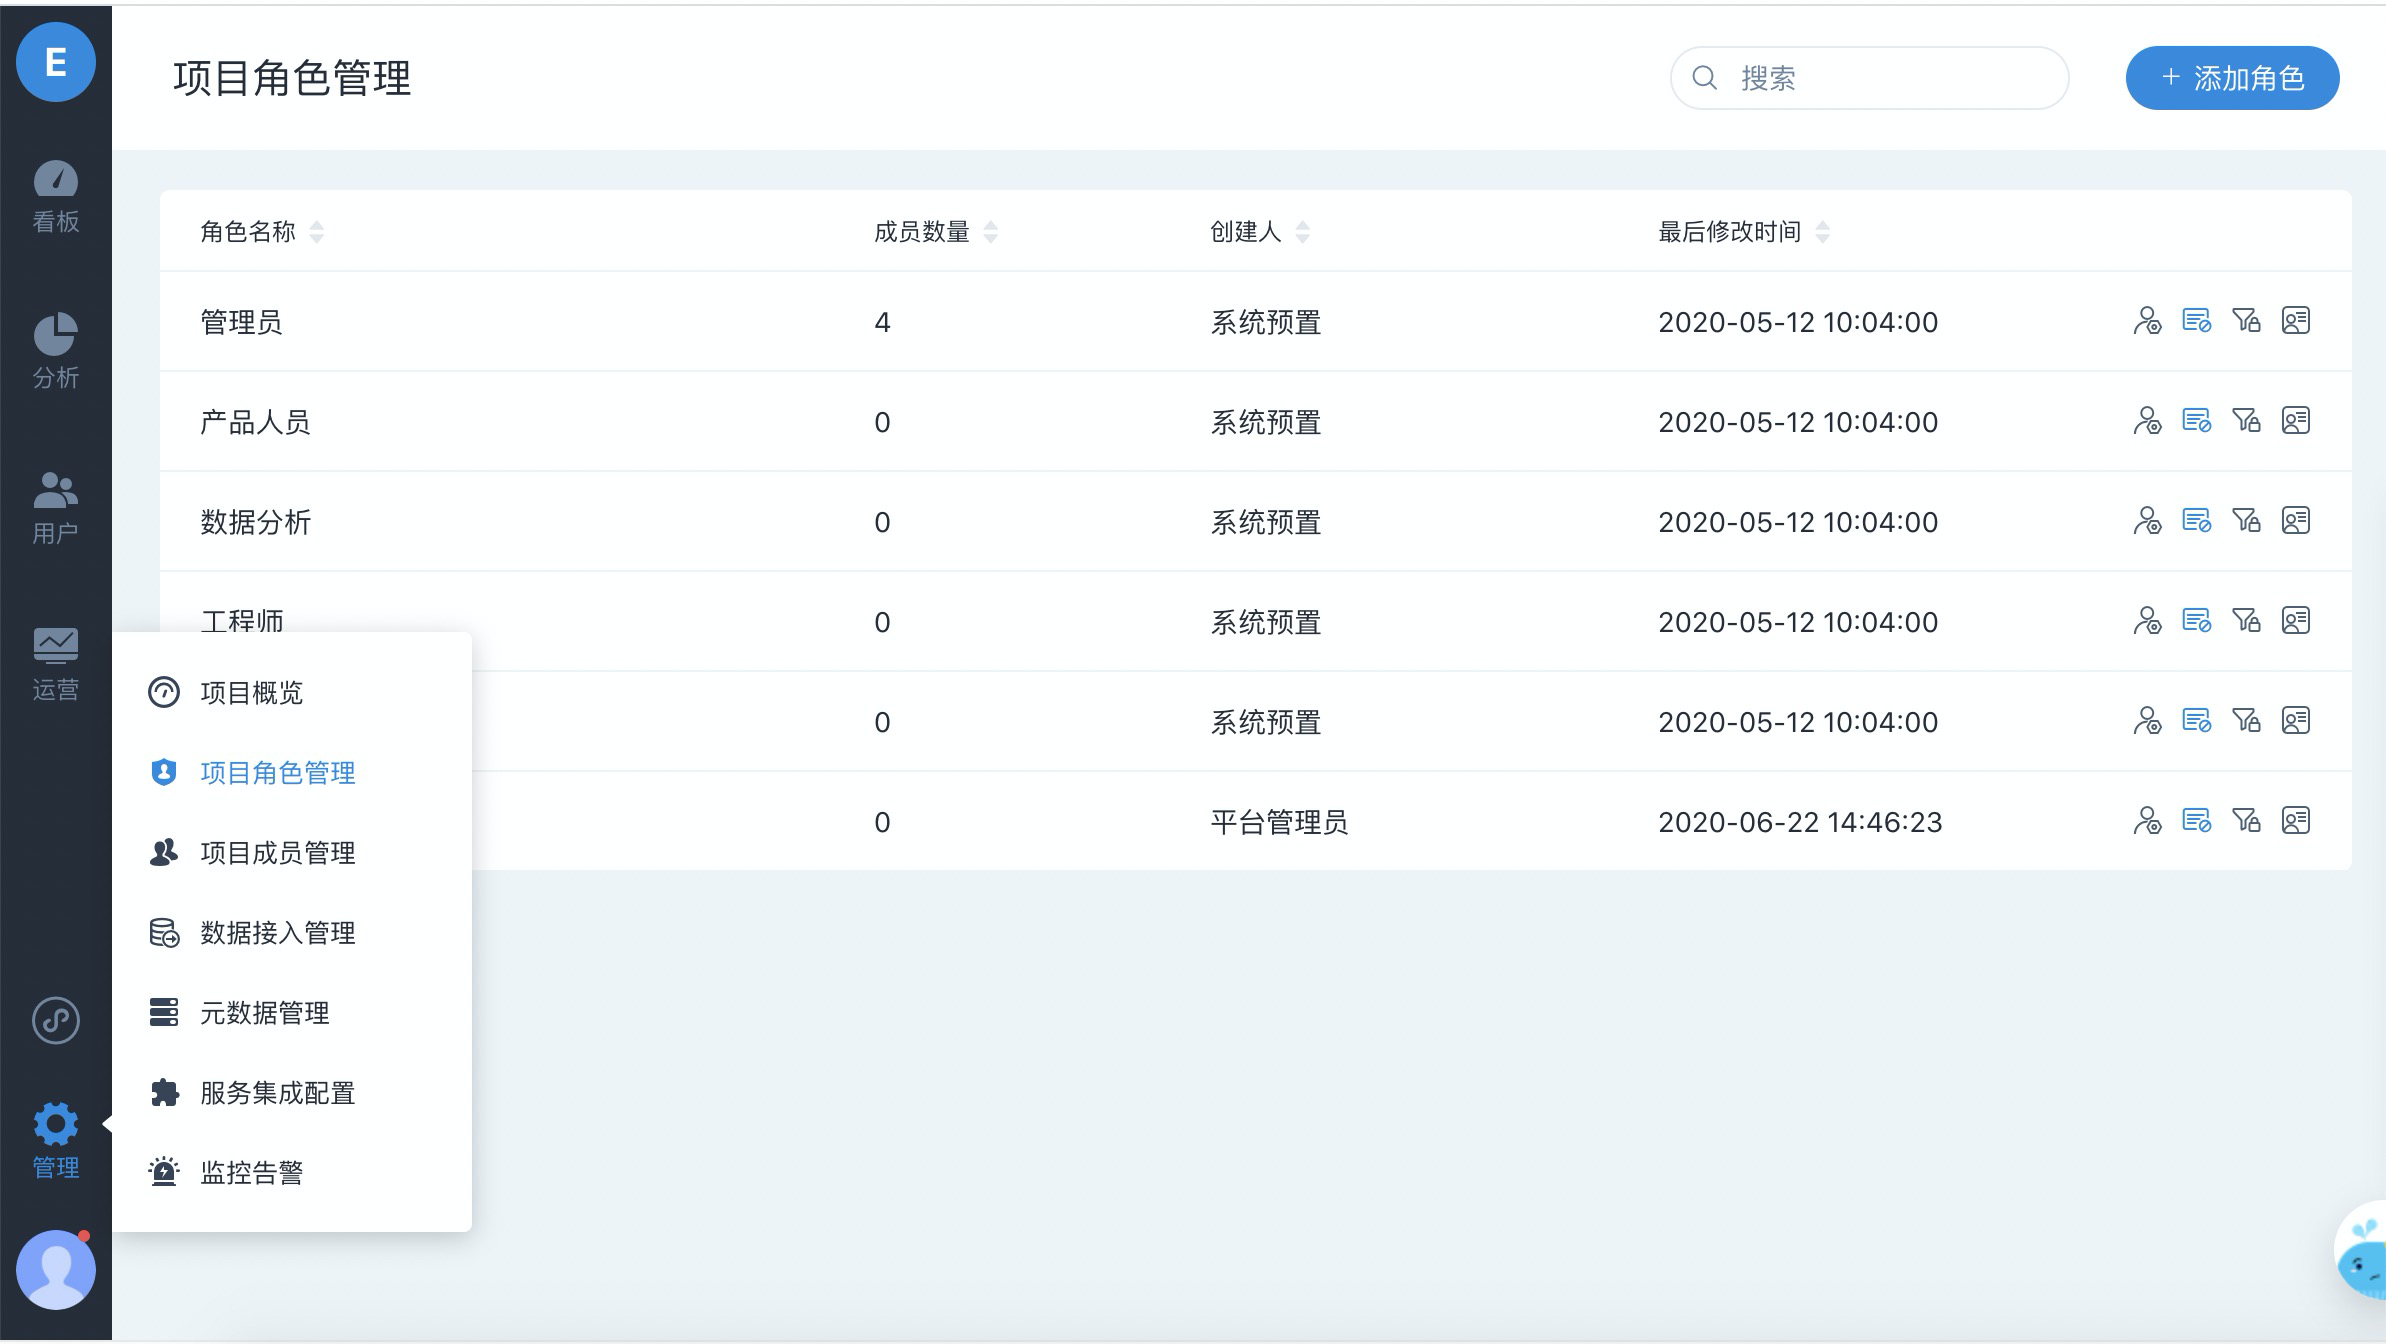 E
项目角色管理
搜索
+ 添加角色
看板
分析
用户
运营
管理
角色名称 成员数量 创建人 最后修改时间
管理员 4 系统预置 2020-05-12 10:04:00
产品人员 0 系统预置 2020-05-12 10:04:00
数据分析 0 系统预置 2020-05-12 10:04:00
工程师 0 系统预置 2020-05-12 10:04:00
0 系统预置 2020-05-12 10:04:00
0 平台管理员 2020-06-22 14:46:23
项目概览
项目角色管理
项目成员管理
数据接入管理
元数据管理
服务集成配置
监控告警